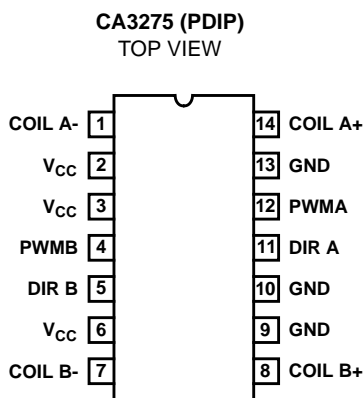 CA3275 (PDIP)
TOP VIEW
COIL A- 1 14 COIL A+
VCC 2 13 GND
VCC 3 12 PWMA
PWMB 4 11 DIR A
DIR B 5 10 GND
VCC 6 9 GND
COIL B- 7 8 COIL B+